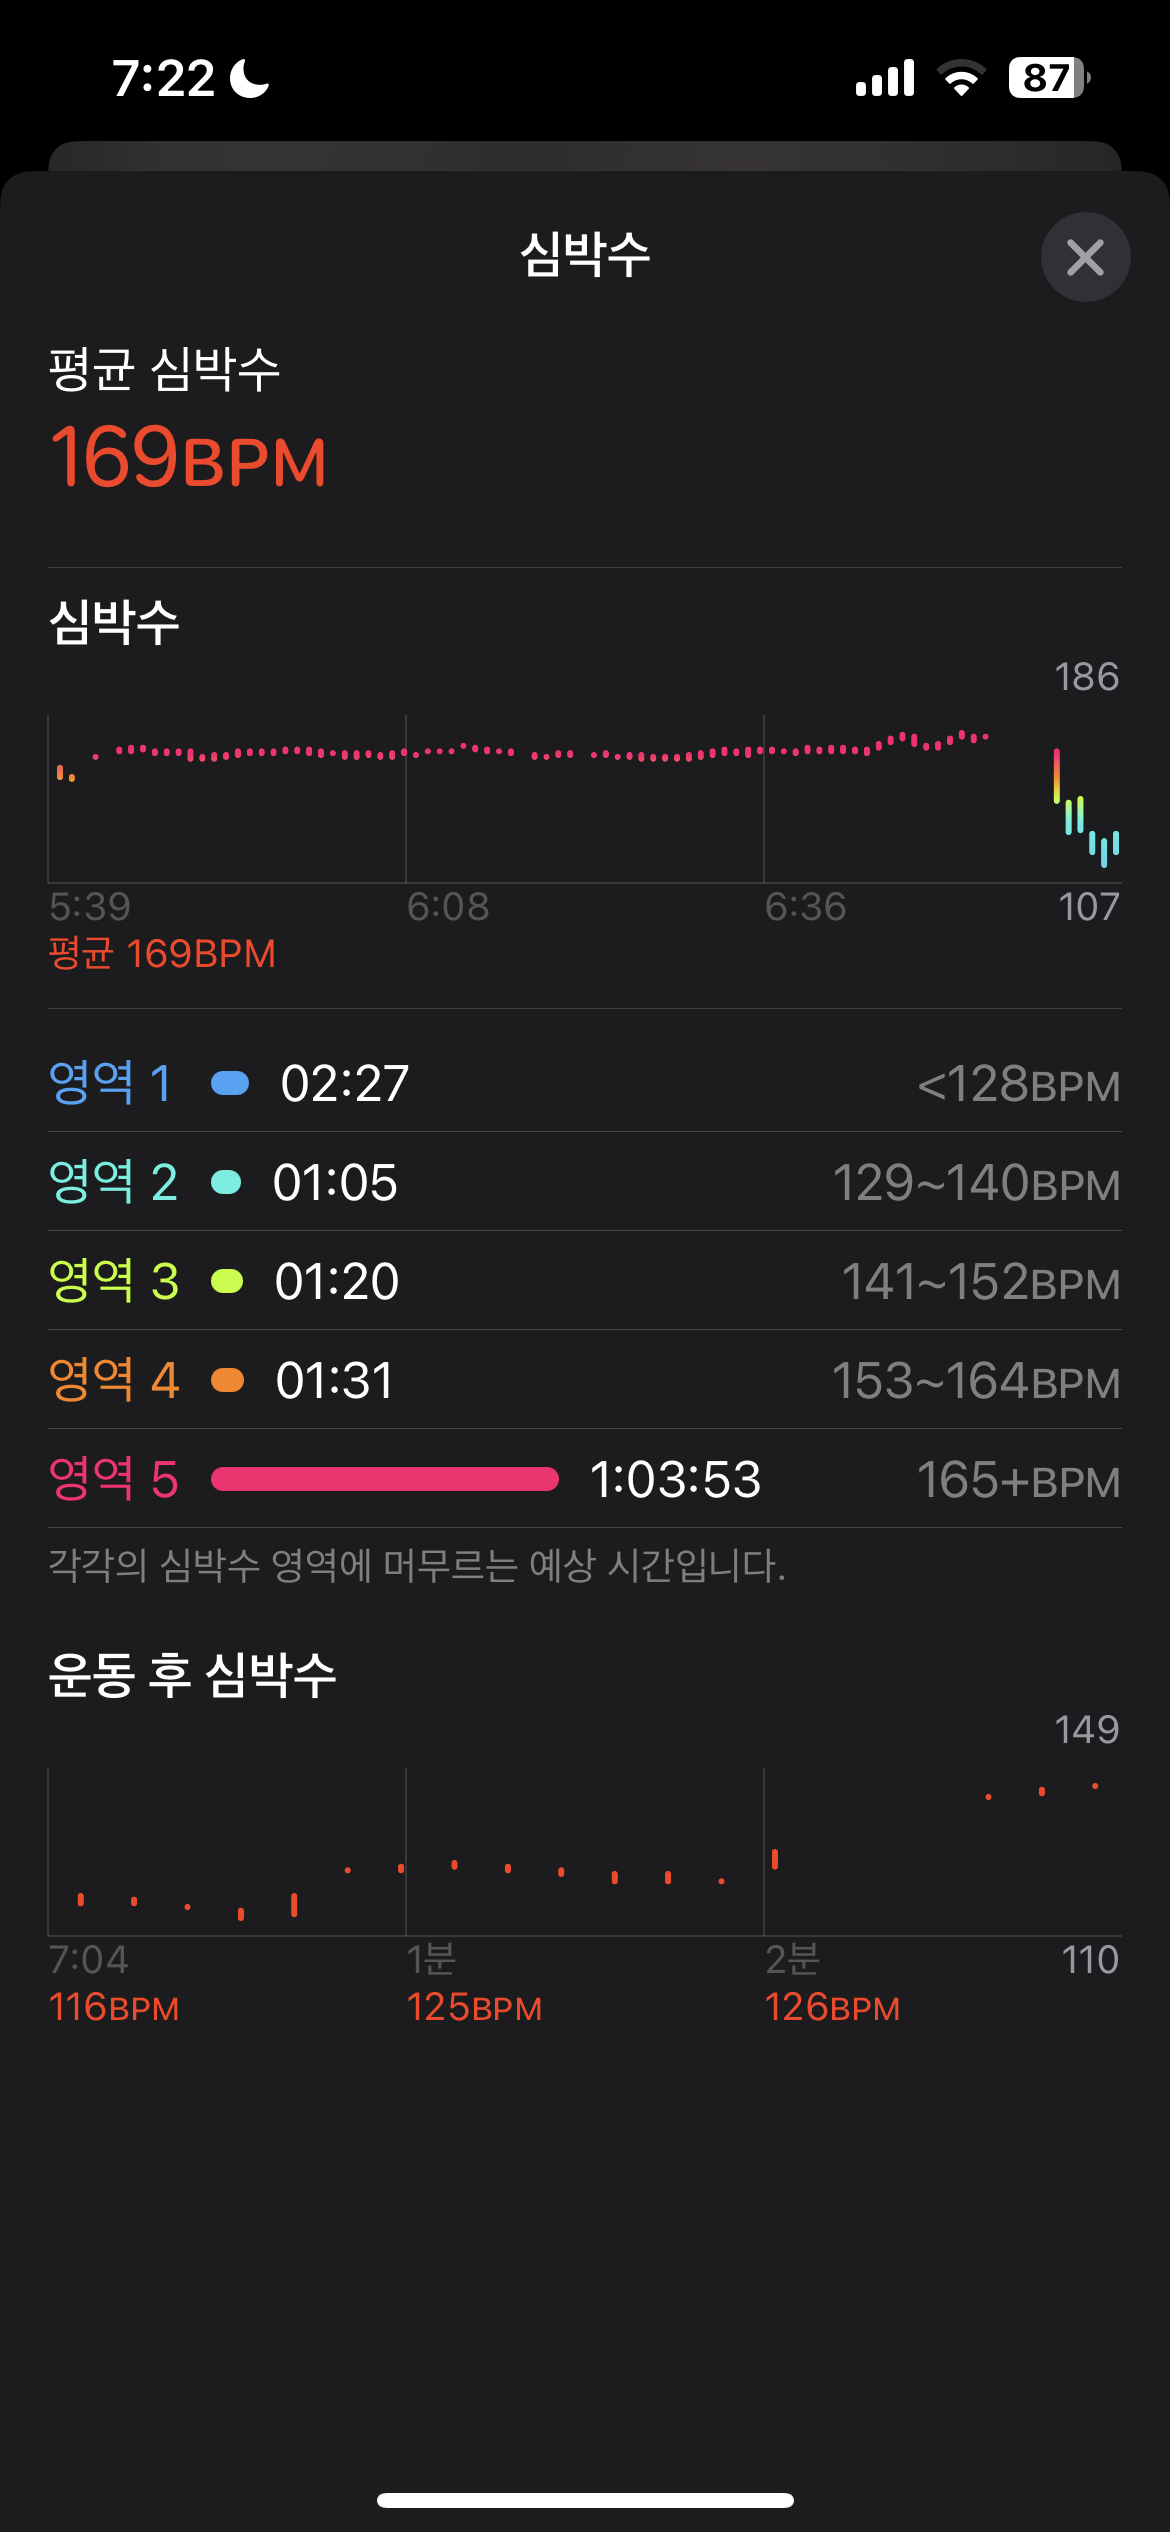 7:22
87
심박수
평균 심박수
169BPM
심박수
186
5:39 6:08 6:36 107
평균 169BPM
영역 1 02:27 <128BPM
영역 2 01:05 129~140BPM
영역 3 01:20 141~152BPM
영역 4 01:31 153~164BPM
영역 5 1:03:53 165+BPM
각각의 심박수 영역에 머무르는 예상 시간입니다.
운동 후 심박수
149
7:04 1분 2분 110
116BPM 125BPM 126BPM